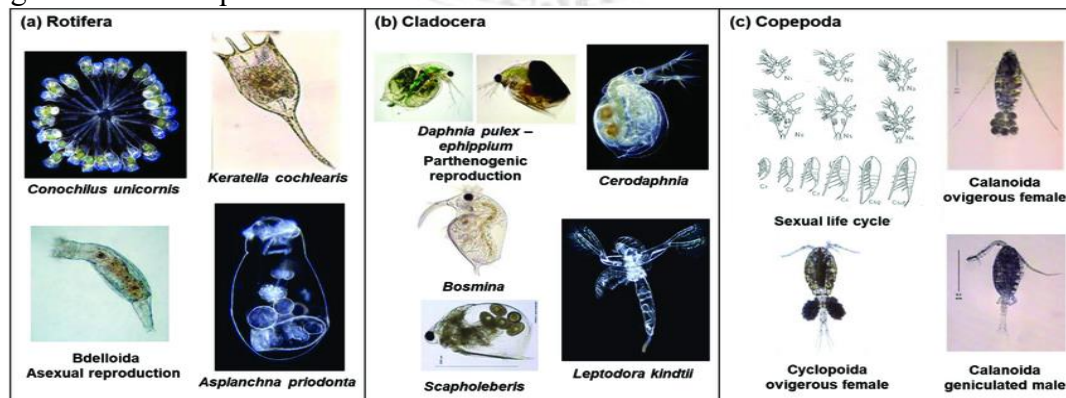 (a) Rotifera
Conochilus unicornis
Keratella cochlearis
Bdelloida
Asexual reproduction
Asplanchna priodonta
(b) Cladocera
Daphnia pulex –
ephippium
Parthenogenic
reproduction
Cerodaphnia
Bosmina
Scapholeberis
Leptodora kindtii
(c) Copepoda
Sexual life cycle
Calanoida
ovigerous female
Cyclopoida
ovigerous female
Calanoida
geniculated male